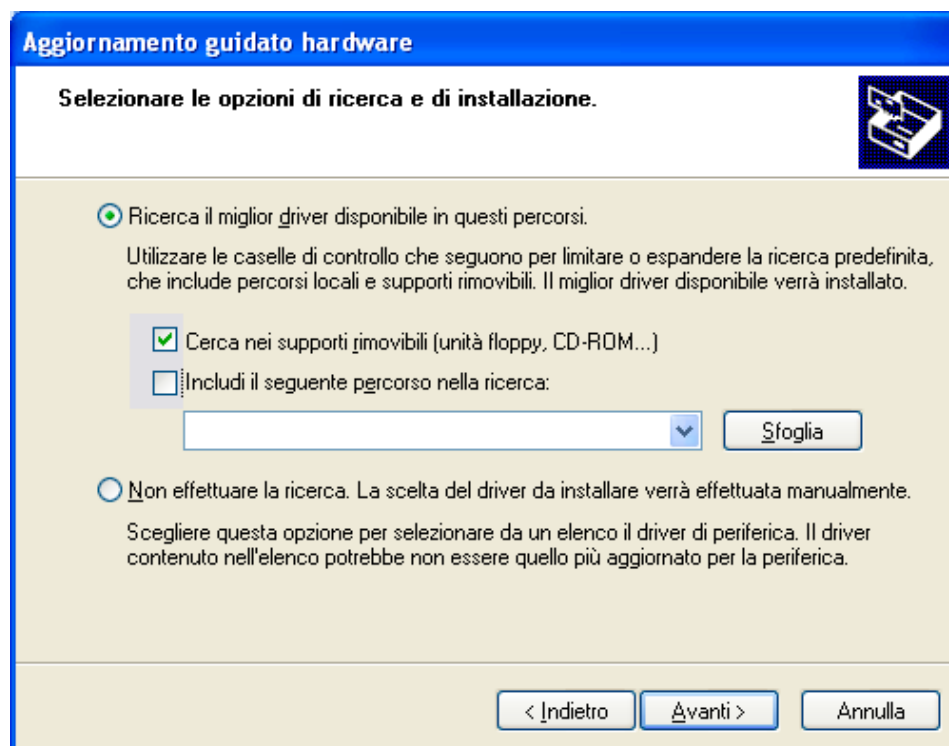 Aggiornamento guidato hardware
Selezionare le opzioni di ricerca e di installazione.
Ricerca il miglior driver disponibile in questi percorsi.
Utilizzare le caselle di controllo che seguono per limitare o espandere la ricerca predefinita,
che include percorsi locali e supporti rimovibili. Il miglior driver disponibile verrà installato.
Cerca nei supporti rimovibili (unità floppy, CD-ROM...)
Includi il seguente percorso nella ricerca:
Sfoglia
Non effettuare la ricerca. La scelta del driver da installare verrà effettuata manualmente.
Scegliere questa opzione per selezionare da un elenco il driver di periferica. Il driver
contenuto nell'elenco potrebbe non essere quello più aggiornato per la periferica.
< Indietro Avanti > Annulla